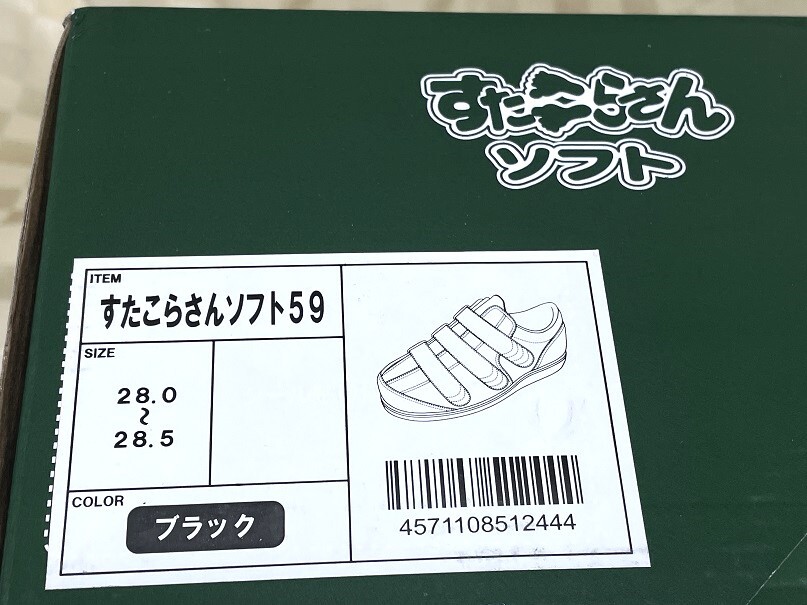 すたこらさん
ソフト
ITEM
すたこらさんソフト59
SIZE
28.0
～
28.5
COLOR
ブラック
4571108512444